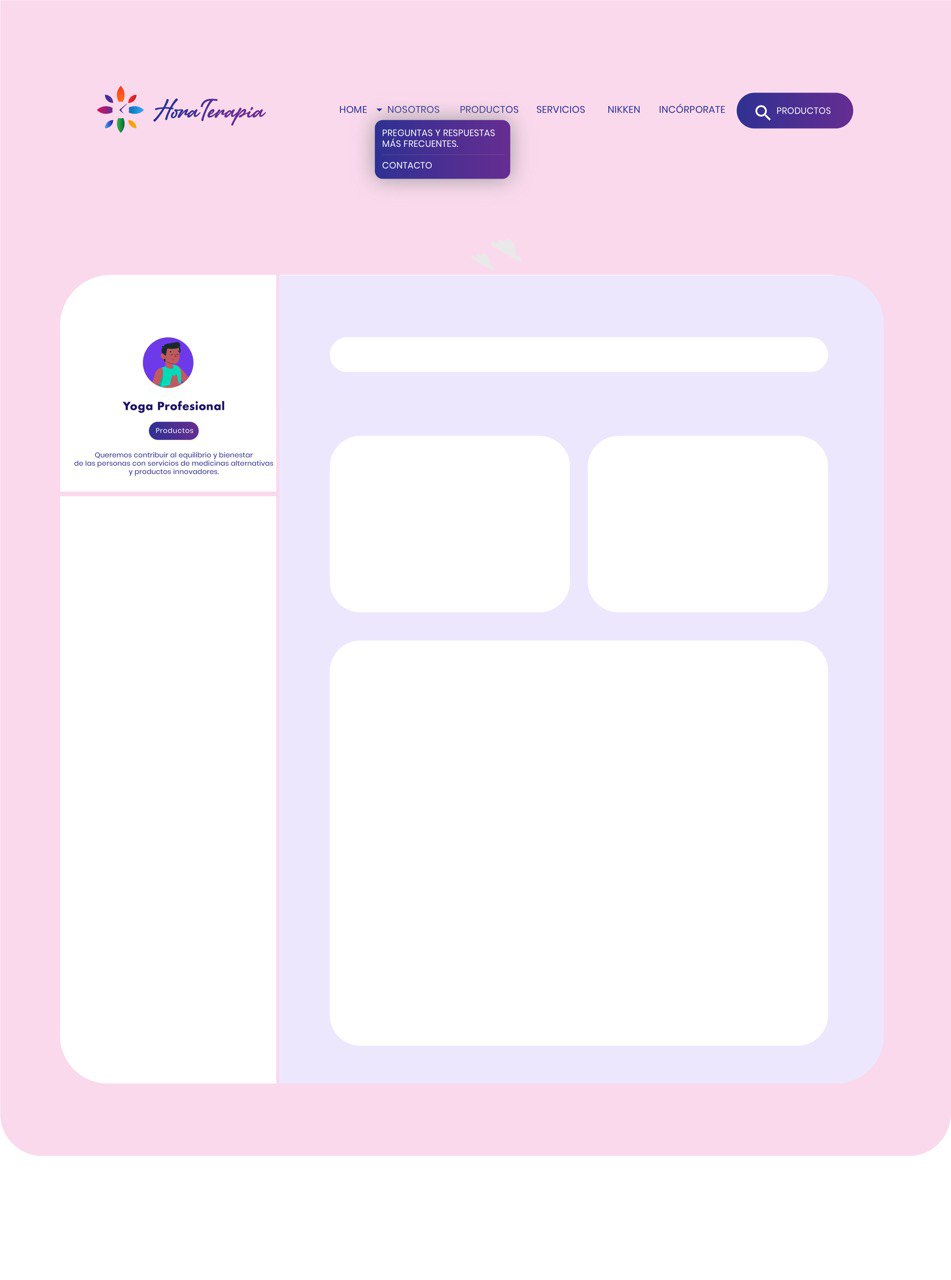 HoraTerapia
HOME NOSOTROS PRODUCTOS SERVICIOS NIKKEN INCÓRPORATE PRODUCTOS
PREGUNTAS Y RESPUESTAS
MÁS FRECUENTES.
CONTACTO
Yoga Profesional
Productos
Queremos contribuir al equilibrio y bienestar
de las personas con servicios de medicinas alternativas
y productos innovadores.